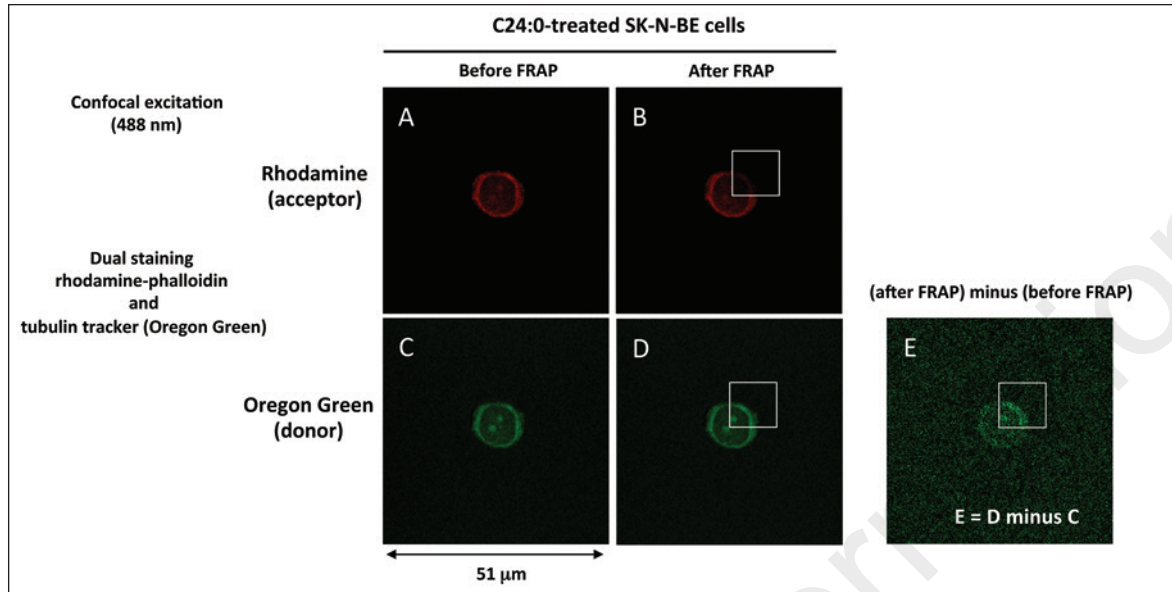 C24:0-treated SK-N-BE cells
Before FRAP
After FRAP
Confocal excitation
(488 nm)
A
B
Rhodamine
(acceptor)
Dual staining
rhodamine-phalloidin
and
tubulin tracker (Oregon Green)
(after FRAP) minus (before FRAP)
C
D
E
Oregon Green
(donor)
E = D minus C
51 μm